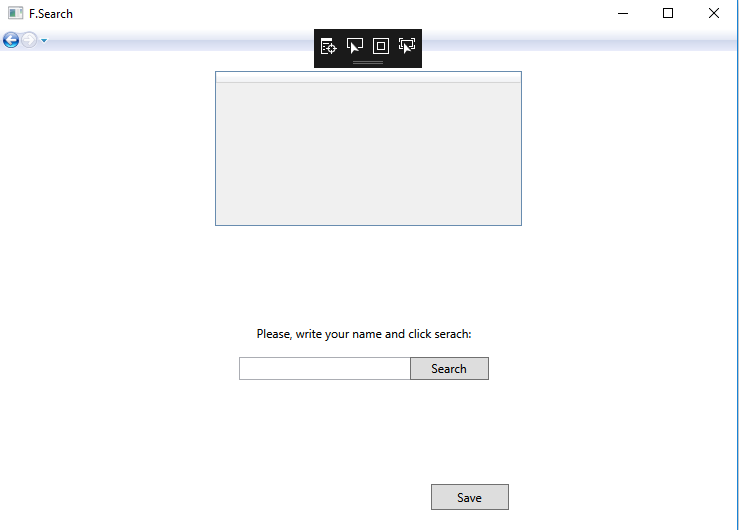 F.Search
Please, write your name and click serach:
Search
Save